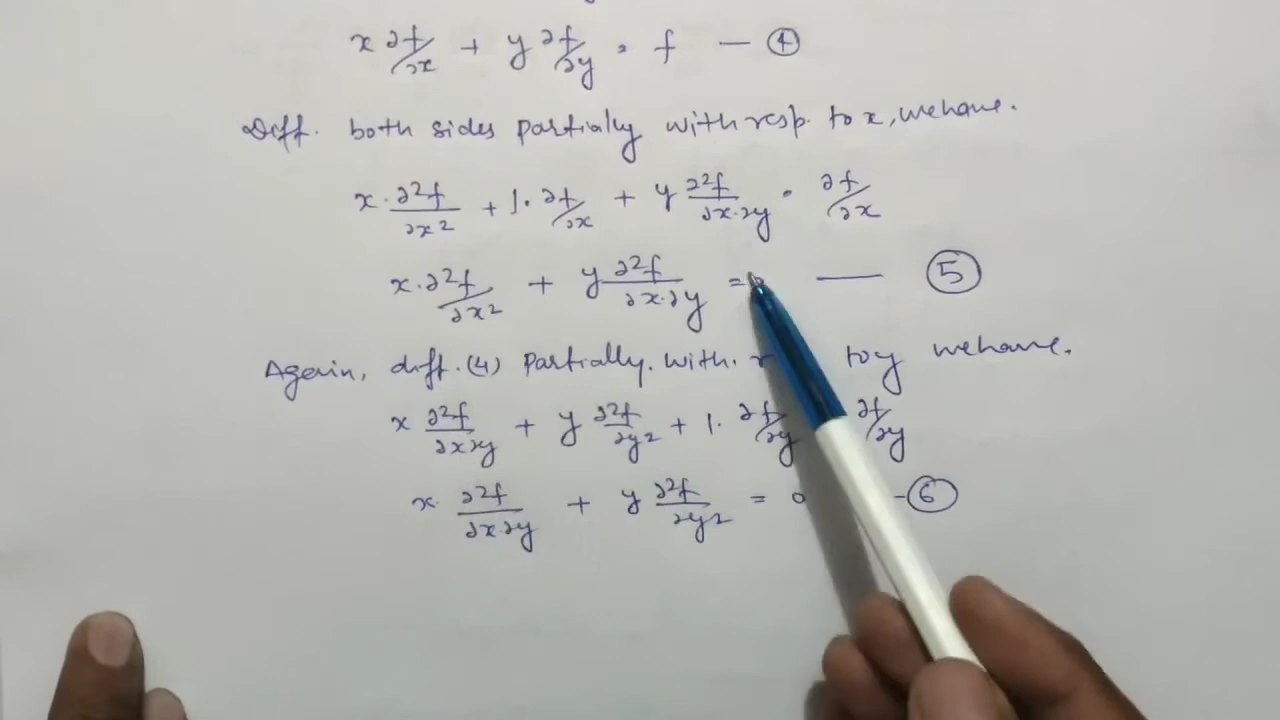 x ∂f/∂x + y ∂f/∂y = f — ④
Diff. both sides partially with resp. to x, we have.
x · ∂²f/∂x² + 1 · ∂f/∂x + y ∂²f/∂x·∂y = ∂f/∂x
x · ∂²f/∂x² + y ∂²f/∂x·∂y = — ⑤
Again, diff. (4) partially. with. to y we have.
x ∂²f/∂x∂y + y ∂²f/∂y² + 1 · ∂f/∂y ∂f/∂y
x · ∂²f/∂x·∂y + y ∂²f/∂y² = 0 - ⑥